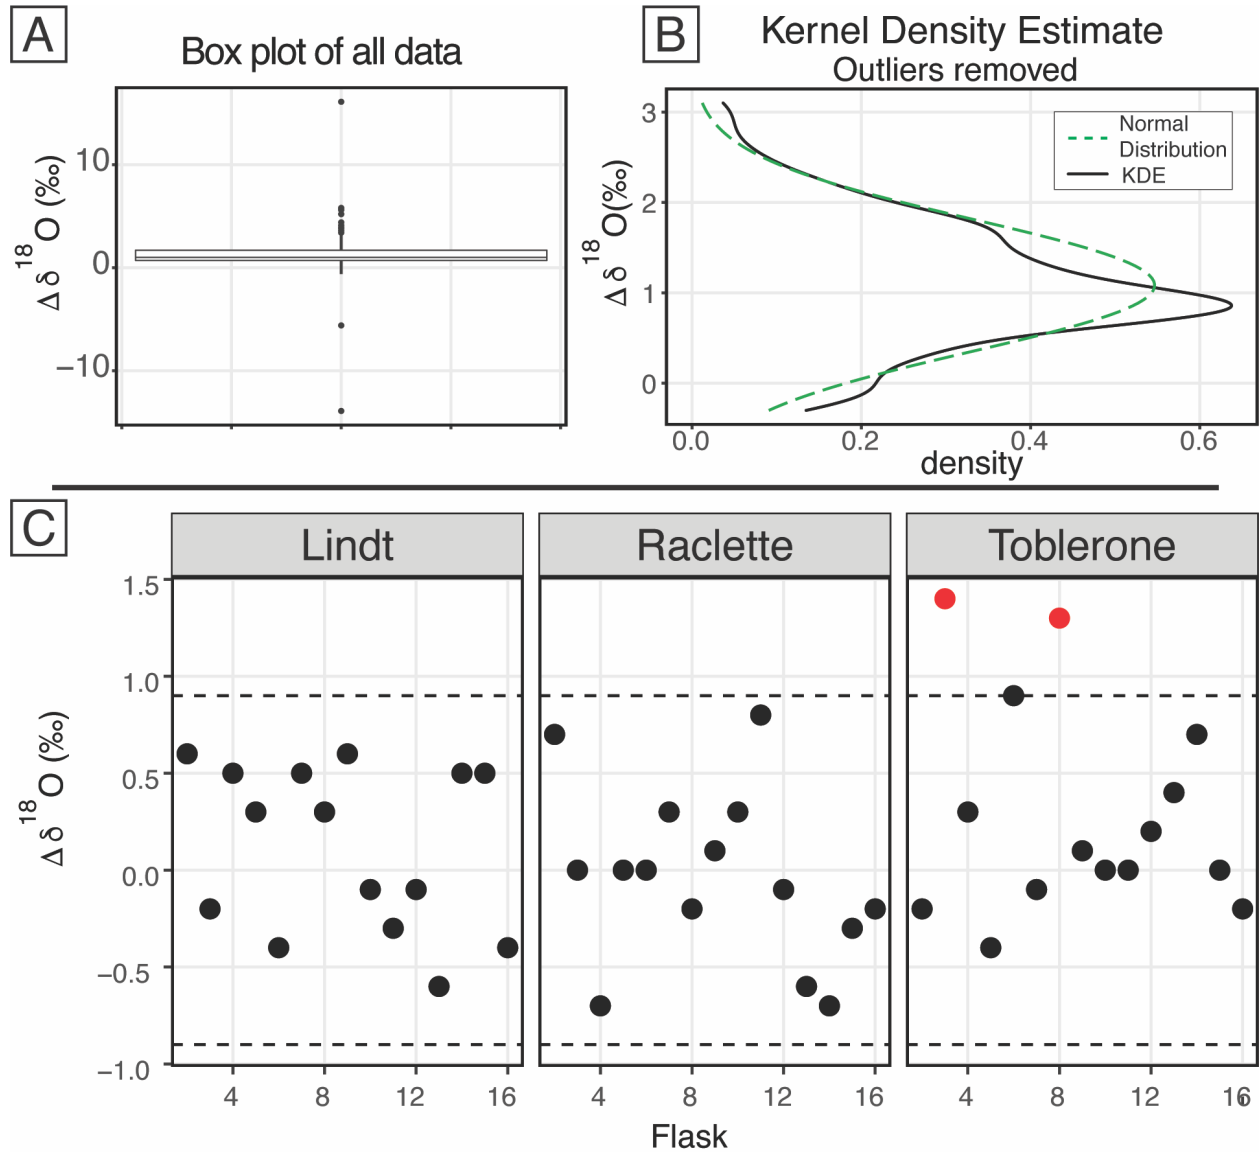 A
Box plot of all data
Δ δ 18 O (‰)
10
0
−10
B
Kernel Density Estimate
Outliers removed
Δ δ 18 O(‰)
3
2
1
0
Normal
Distribution
KDE
0.0 0.2 0.4 0.6
density
C
Lindt Raclette Toblerone
Δ δ 18 O (‰)
1.5
1.0
0.5
0.0
−0.5
−1.0
4 8 12 16 4 8 12 16 4 8 12 16
Flask